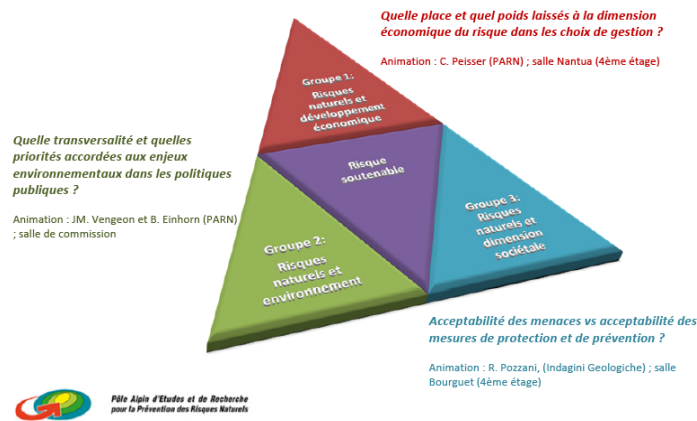 Quelle place et quel poids laissés à la dimension
économique du risque dans les choix de gestion ?
Animation : C. Peisser (PARN) ; salle Nantua (4ème étage)
Groupe 1:
Risques
naturels et
développement
économique
Quelle transversalité et quelles
priorités accordées aux enjeux
environnementaux dans les politiques
publiques ?
Animation : JM. Vengeon et B. Einhorn (PARN)
; salle de commission
Risque
soutenable
Groupe 2:
Risques
naturels et
environnement
Groupe 3:
Risques
naturels et
dimension
sociétale
Acceptabilité des menaces vs acceptabilité des
mesures de protection et de prévention ?
Animation : R. Pozzani, (Indagini Geologiche) ; salle
Bourguet (4ème étage)
Pôle Alpin d'Etudes et de Recherche
pour la Prévention des Risques Naturels